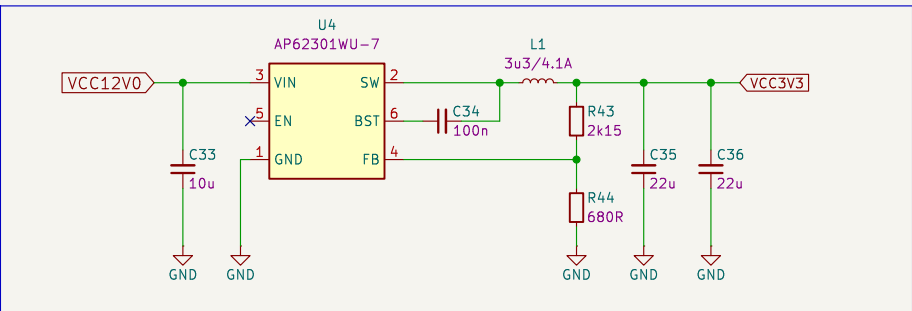 U4
AP62301WU-7
L1
3u3/4.1A
VCC12V0
3
VIN
SW
2
VCC3V3
5
EN
BST
6
C34
100n
R43
2k15
1
GND
FB
4
C33
10u
C35
22u
C36
22u
R44
680R
GND
GND
GND
GND
GND